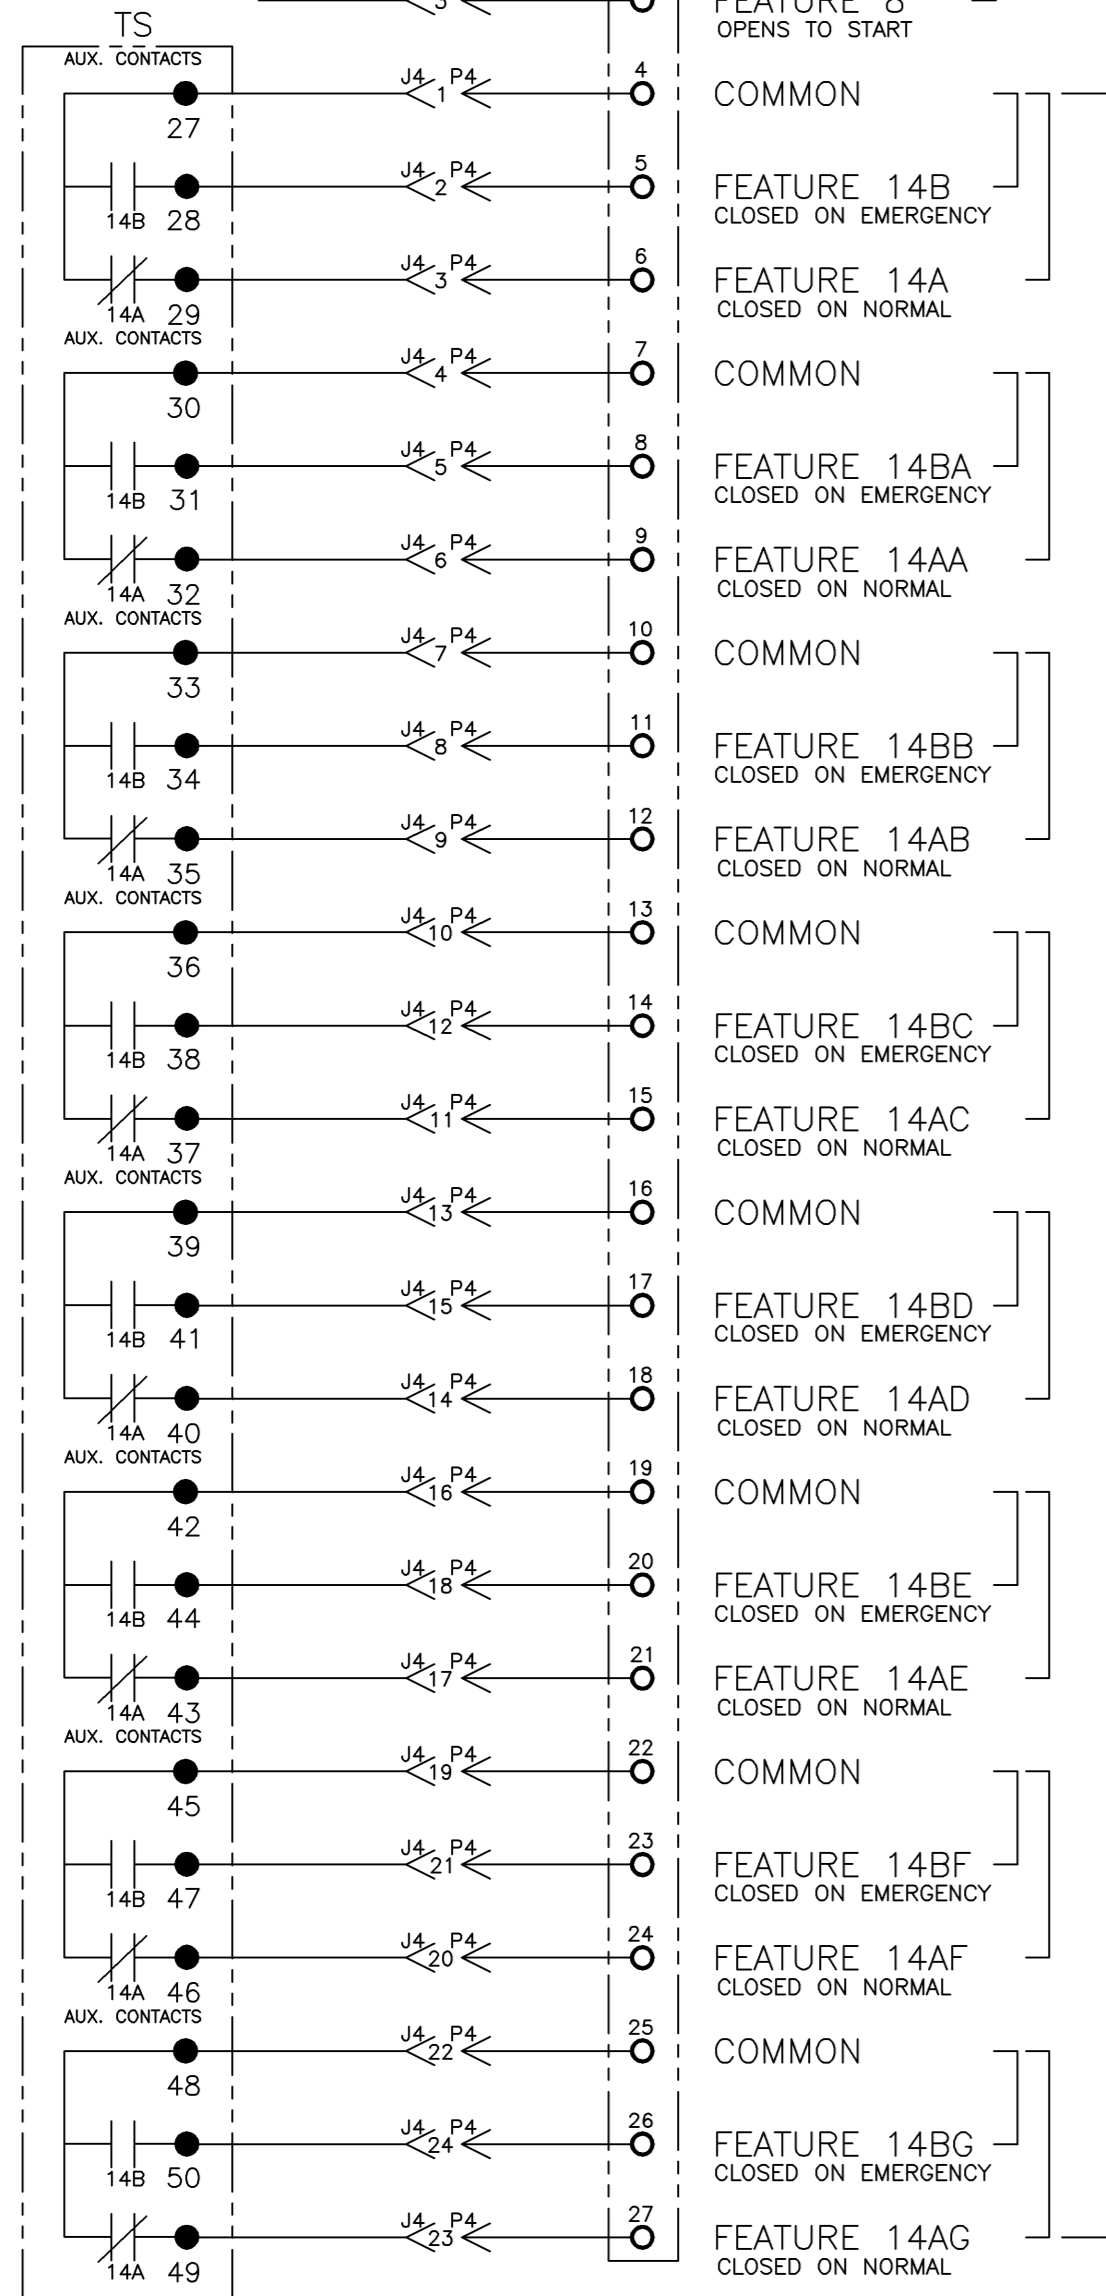 3
FEATURE 8
OPENS TO START
TS
AUX. CONTACTS
27 J4 1 P4 4 COMMON
14B 28 J4 2 P4 5 FEATURE 14B
CLOSED ON EMERGENCY
14A 29 J4 3 P4 6 FEATURE 14A
CLOSED ON NORMAL
AUX. CONTACTS
30 J4 4 P4 7 COMMON
14B 31 J4 5 P4 8 FEATURE 14BA
CLOSED ON EMERGENCY
14A 32 J4 6 P4 9 FEATURE 14AA
CLOSED ON NORMAL
AUX. CONTACTS
33 J4 7 P4 10 COMMON
14B 34 J4 8 P4 11 FEATURE 14BB
CLOSED ON EMERGENCY
14A 35 J4 9 P4 12 FEATURE 14AB
CLOSED ON NORMAL
AUX. CONTACTS
36 J4 10 P4 13 COMMON
14B 38 J4 12 P4 14 FEATURE 14BC
CLOSED ON EMERGENCY
14A 37 J4 11 P4 15 FEATURE 14AC
CLOSED ON NORMAL
AUX. CONTACTS
39 J4 13 P4 16 COMMON
14B 41 J4 15 P4 17 FEATURE 14BD
CLOSED ON EMERGENCY
14A 40 J4 14 P4 18 FEATURE 14AD
CLOSED ON NORMAL
AUX. CONTACTS
42 J4 16 P4 19 COMMON
14B 44 J4 18 P4 20 FEATURE 14BE
CLOSED ON EMERGENCY
14A 43 J4 17 P4 21 FEATURE 14AE
CLOSED ON NORMAL
AUX. CONTACTS
45 J4 19 P4 22 COMMON
14B 47 J4 21 P4 23 FEATURE 14BF
CLOSED ON EMERGENCY
14A 46 J4 20 P4 24 FEATURE 14AF
CLOSED ON NORMAL
AUX. CONTACTS
48 J4 22 P4 25 COMMON
14B 50 J4 24 P4 26 FEATURE 14BG
CLOSED ON EMERGENCY
14A 49 J4 23 P4 27 FEATURE 14AG
CLOSED ON NORMAL